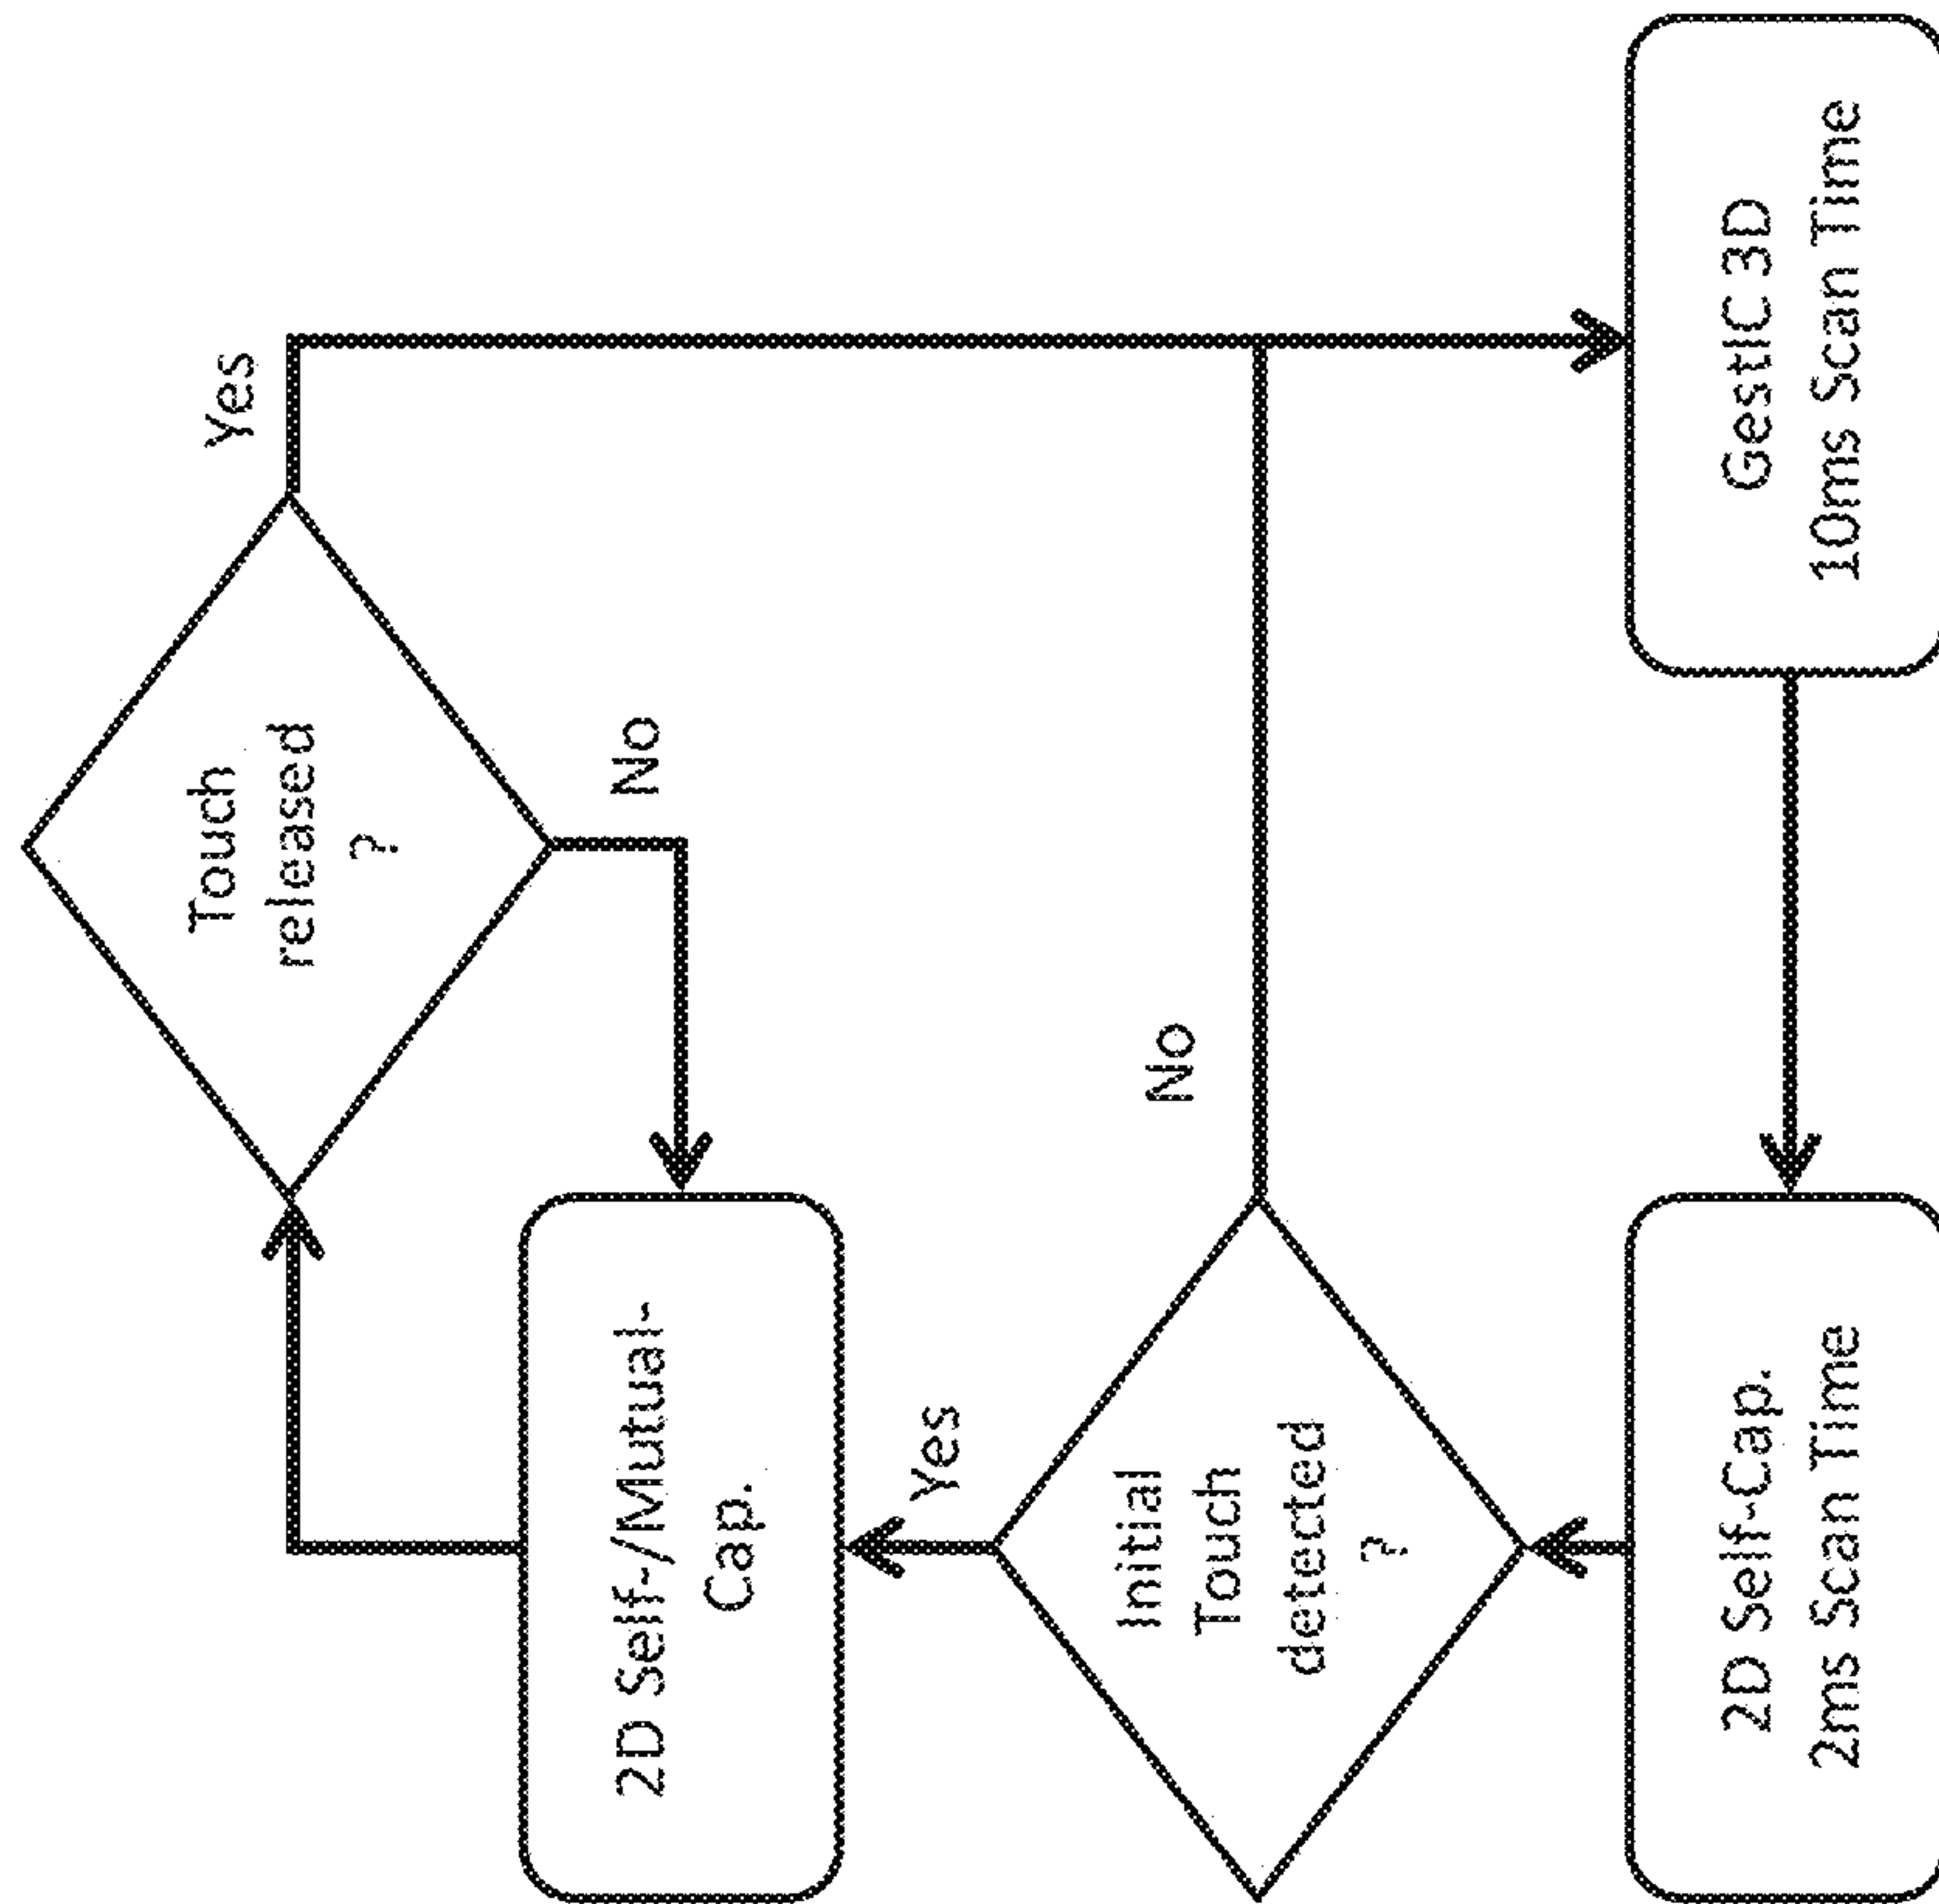 Touch
released
?
Yes
No
2D Self-/Mutual-
Cap.
Yes
Initial
Touch
detected
?
No
2D Self-Cap.
2ms Scan Time
GestIC 3D
10ms Scan Time